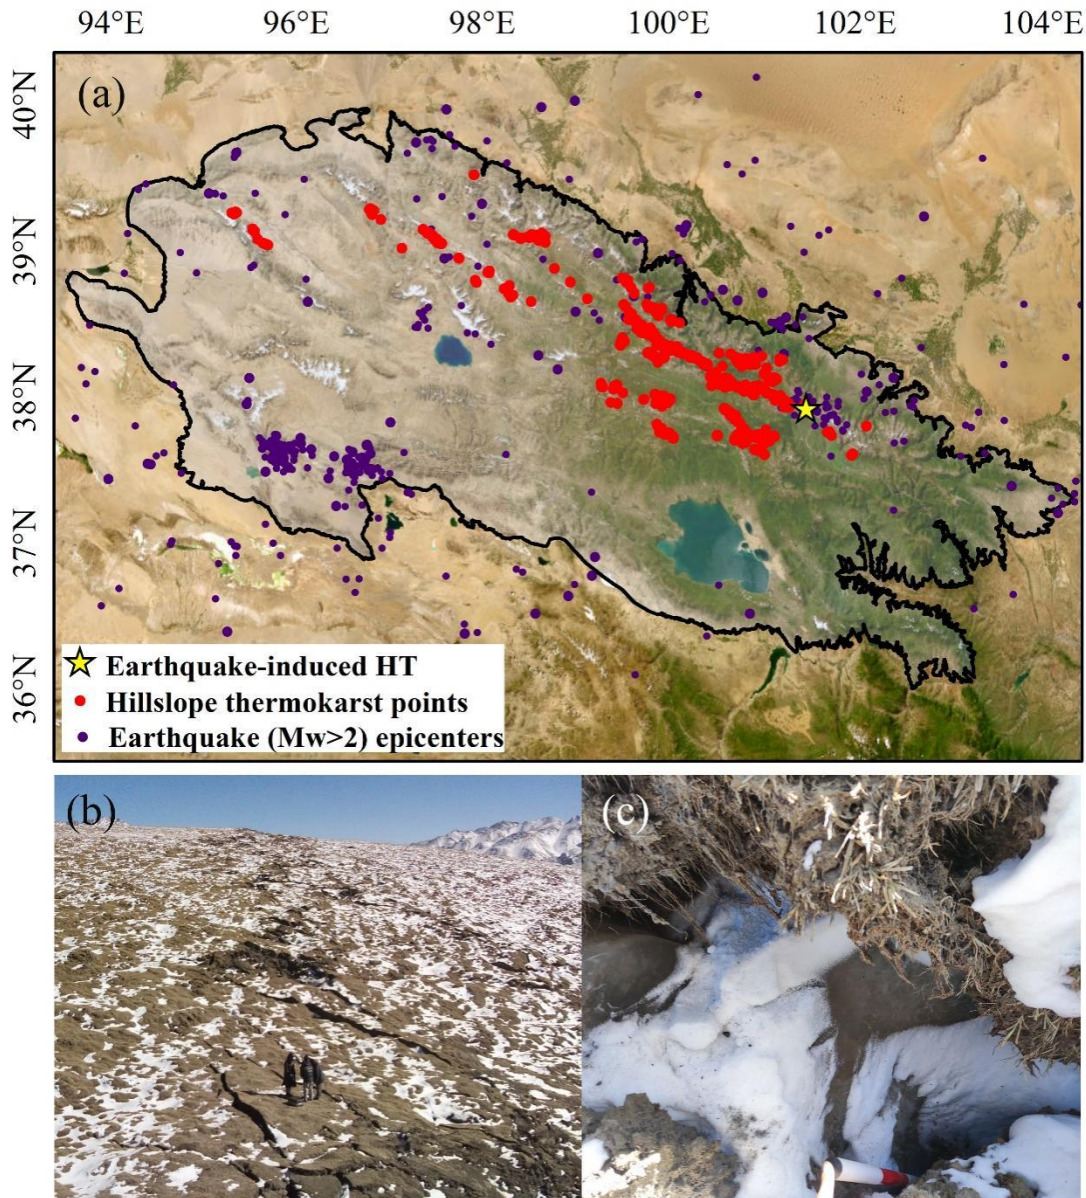 94°E 96°E 98°E 100°E 102°E 104°E
(a)
40°N
39°N
38°N
37°N
36°N
Earthquake-induced HT
Hillslope thermokarst points
Earthquake (Mw>2) epicenters
(b)
(c)